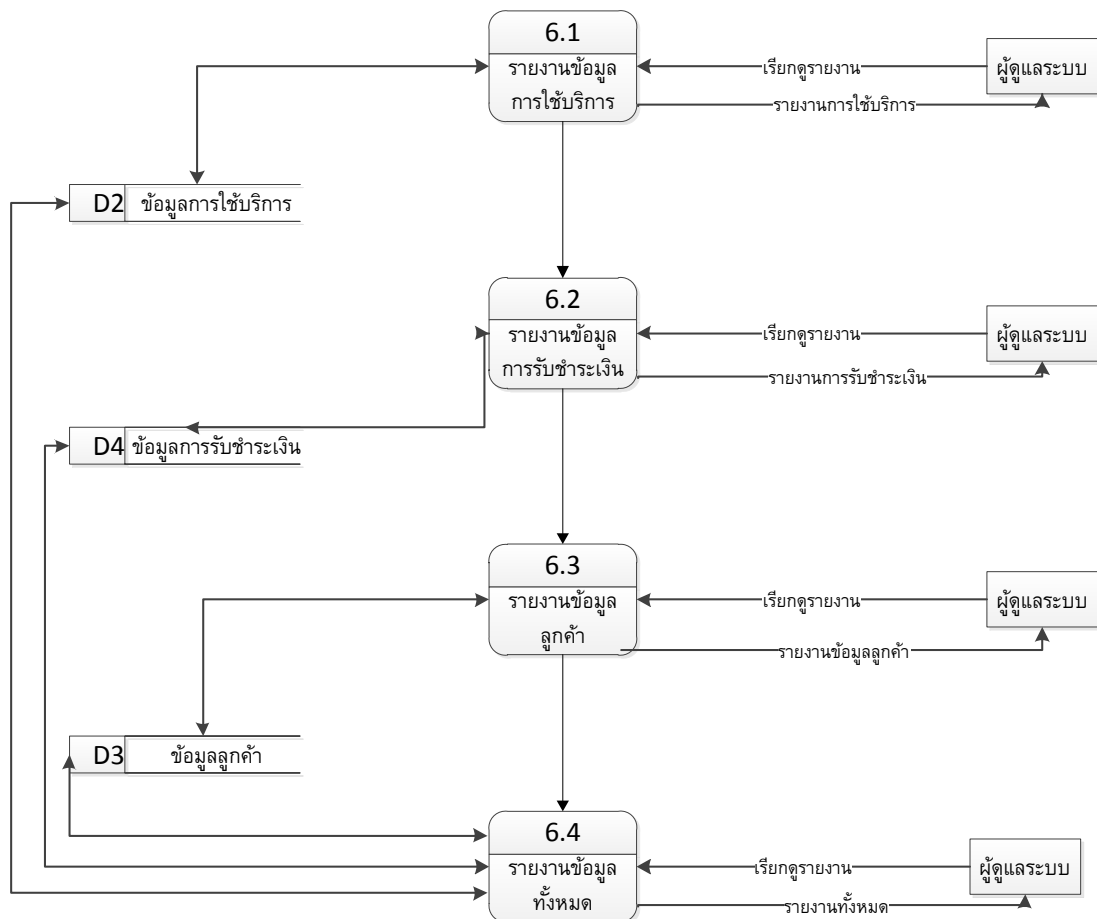 6.1
รายงานข้อมูล
การใช้บริการ
เรียกดูรายงาน
ผู้ดูแลระบบ
รายงานการใช้บริการ
D2 ข้อมูลการใช้บริการ
6.2
รายงานข้อมูล
การรับชำระเงิน
เรียกดูรายงาน
ผู้ดูแลระบบ
รายงานการรับชำระเงิน
D4 ข้อมูลการรับชำระเงิน
6.3
รายงานข้อมูล
ลูกค้า
เรียกดูรายงาน
ผู้ดูแลระบบ
รายงานข้อมูลลูกค้า
D3 ข้อมูลลูกค้า
6.4
รายงานข้อมูล
ทั้งหมด
เรียกดูรายงาน
ผู้ดูแลระบบ
รายงานทั้งหมด